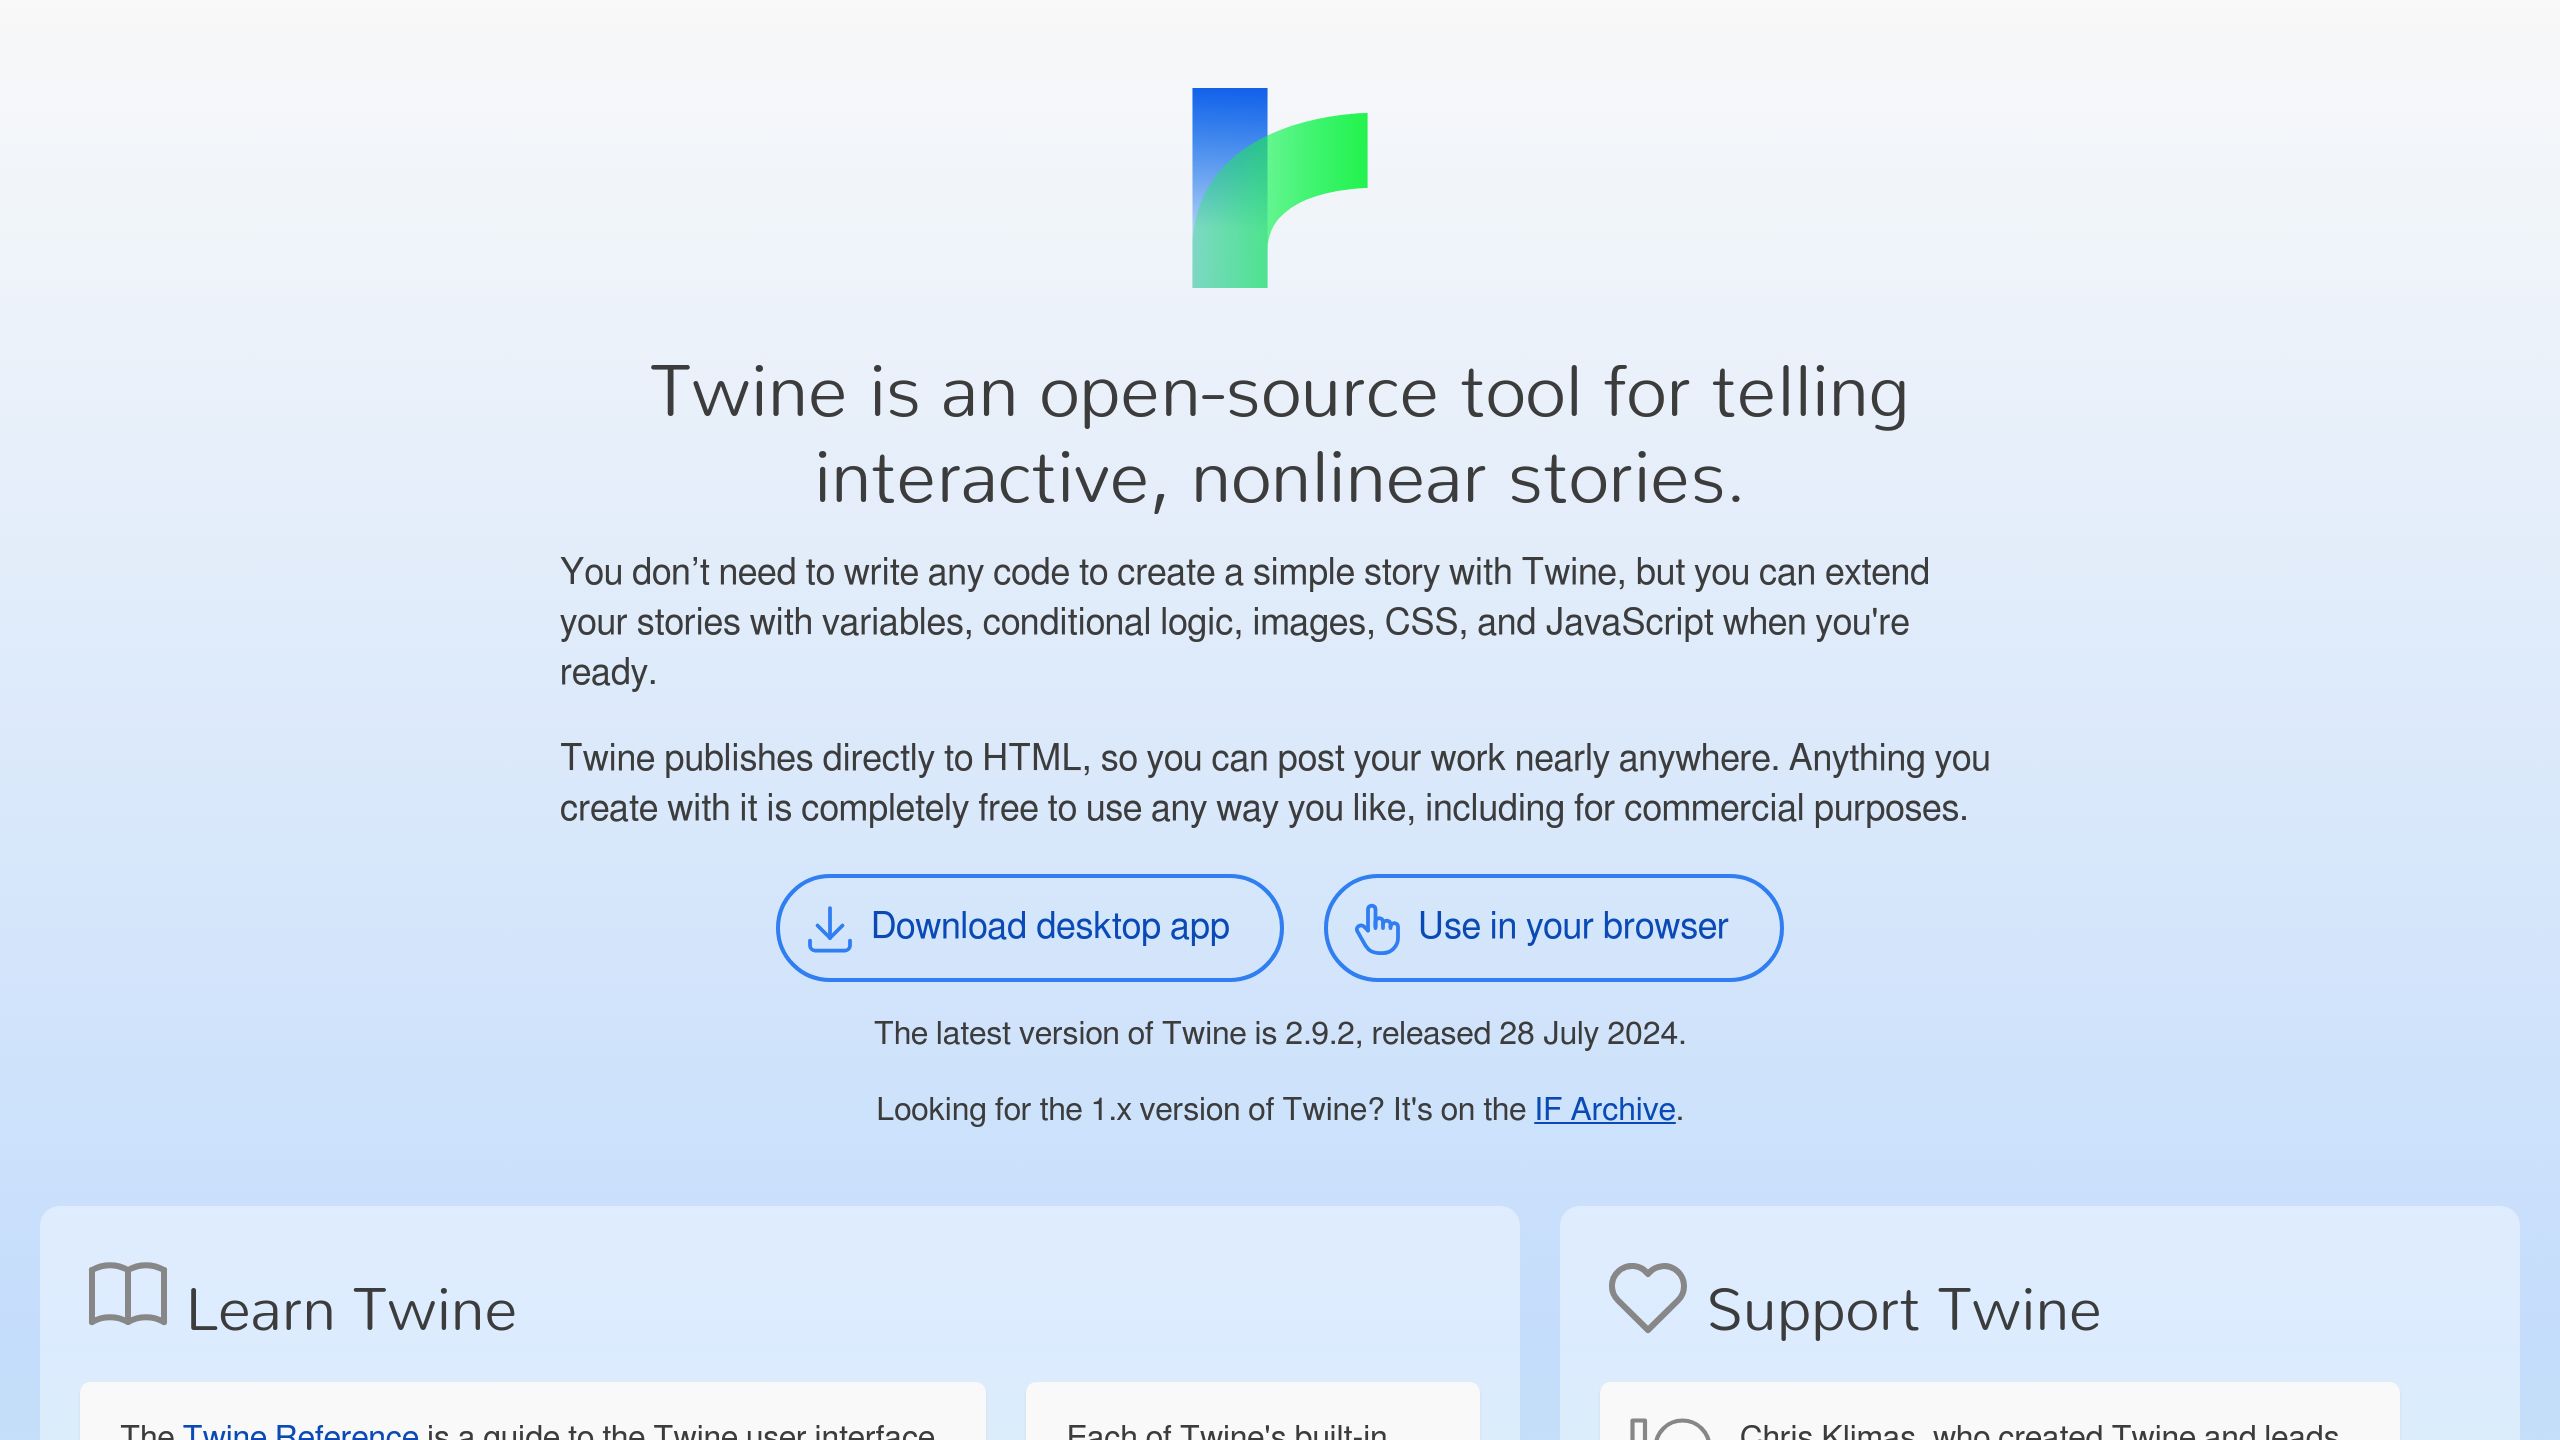 Twine is an open-source tool for telling
interactive, nonlinear stories.
You don’t need to write any code to create a simple story with Twine, but you can extend
your stories with variables, conditional logic, images, CSS, and JavaScript when you're
ready.
Twine publishes directly to HTML, so you can post your work nearly anywhere. Anything you
create with it is completely free to use any way you like, including for commercial purposes.
Download desktop app
Use in your browser
The latest version of Twine is 2.9.2, released 28 July 2024.
Looking for the 1.x version of Twine? It's on the IF Archive.
Learn Twine
The Twine Reference is a guide to the Twine user interface
Each of Twine's built-in
Support Twine
Chris Klimas, who created Twine and leads